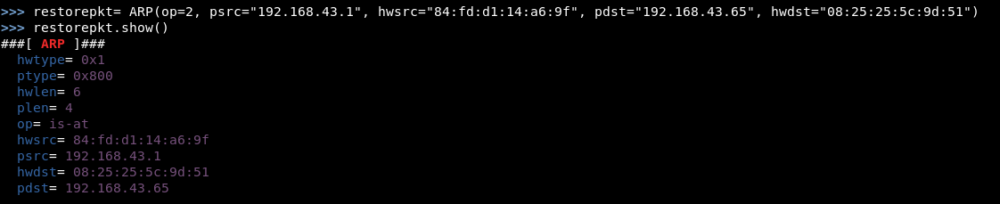 >>> restorepkt= ARP(op=2, psrc="192.168.43.1", hwsrc="84:fd:d1:14:a6:9f", pdst="192.168.43.65", hwdst="08:25:25:5c:9d:51")
>>> restorepkt.show()
###[ ARP ]###
  hwtype= 0x1
  ptype= 0x800
  hwlen= 6
  plen= 4
  op= is-at
  hwsrc= 84:fd:d1:14:a6:9f
  psrc= 192.168.43.1
  hwdst= 08:25:25:5c:9d:51
  pdst= 192.168.43.65